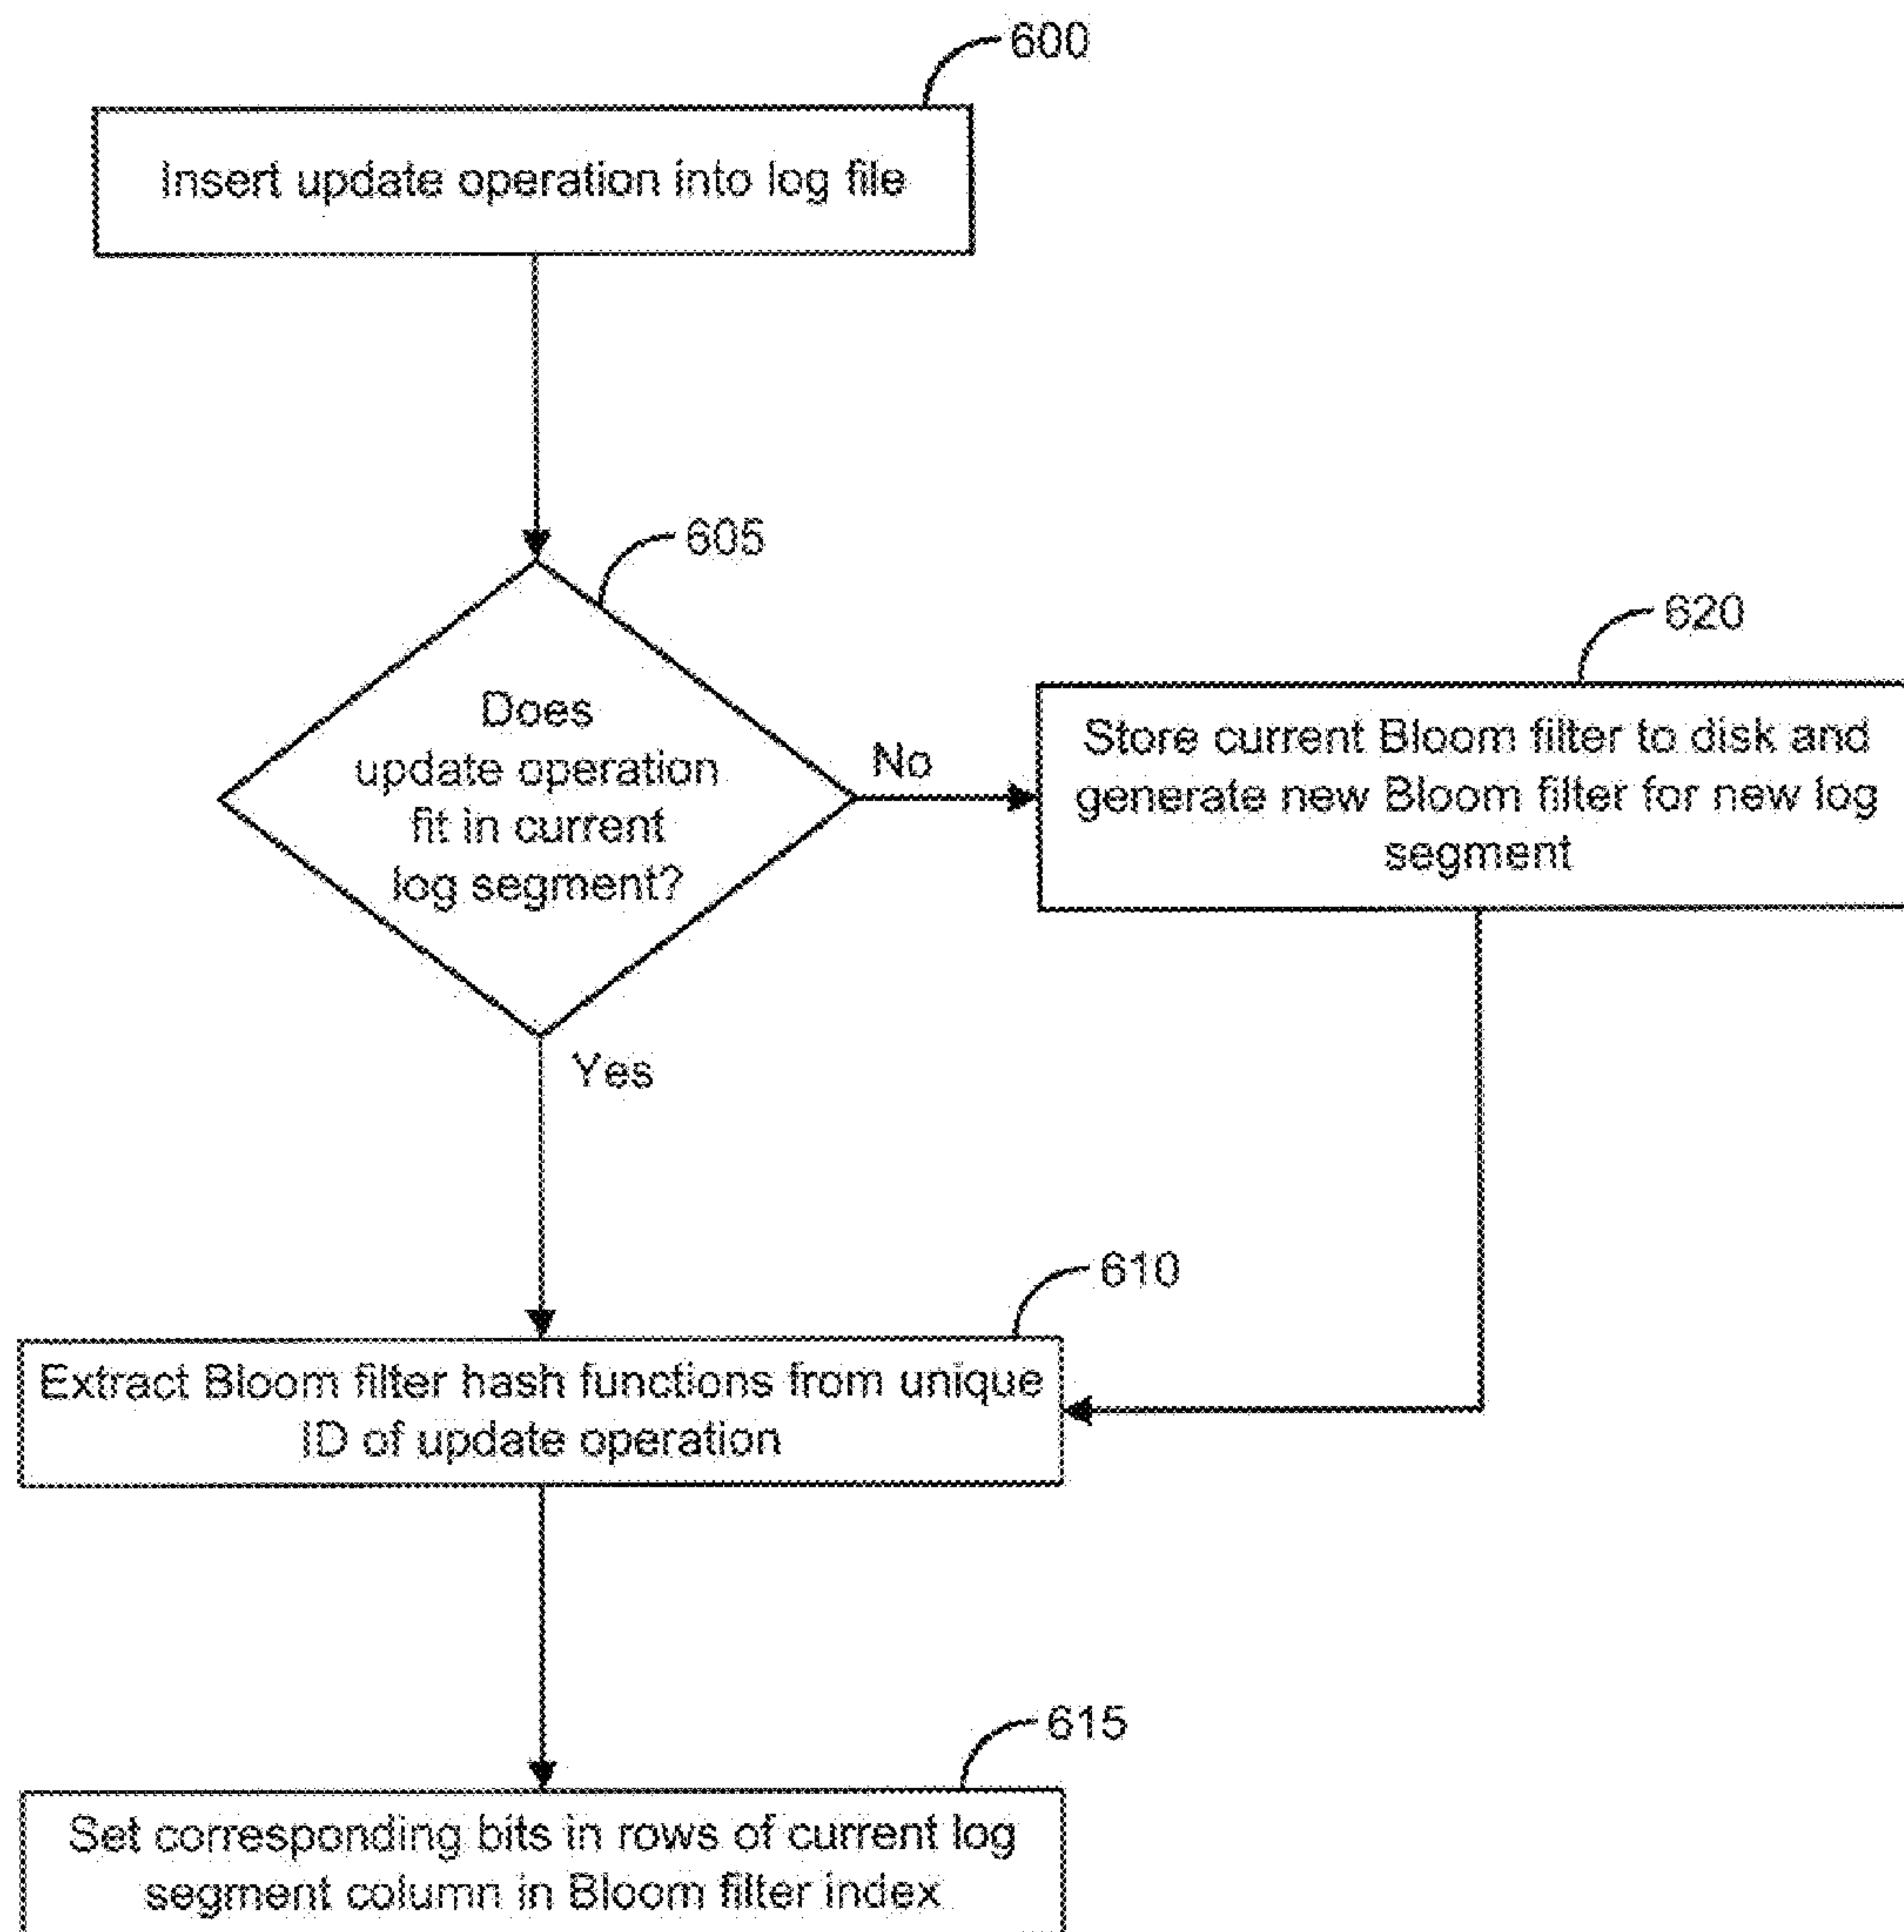 600
Insert update operation into log file
605
Does
update operation
fit in current
log segment?
No
620
Store current Bloom filter to disk and
generate new Bloom filter for new log
segment
Yes
610
Extract Bloom filter hash functions from unique
ID of update operation
615
Set corresponding bits in rows of current log
segment column in Bloom filter index